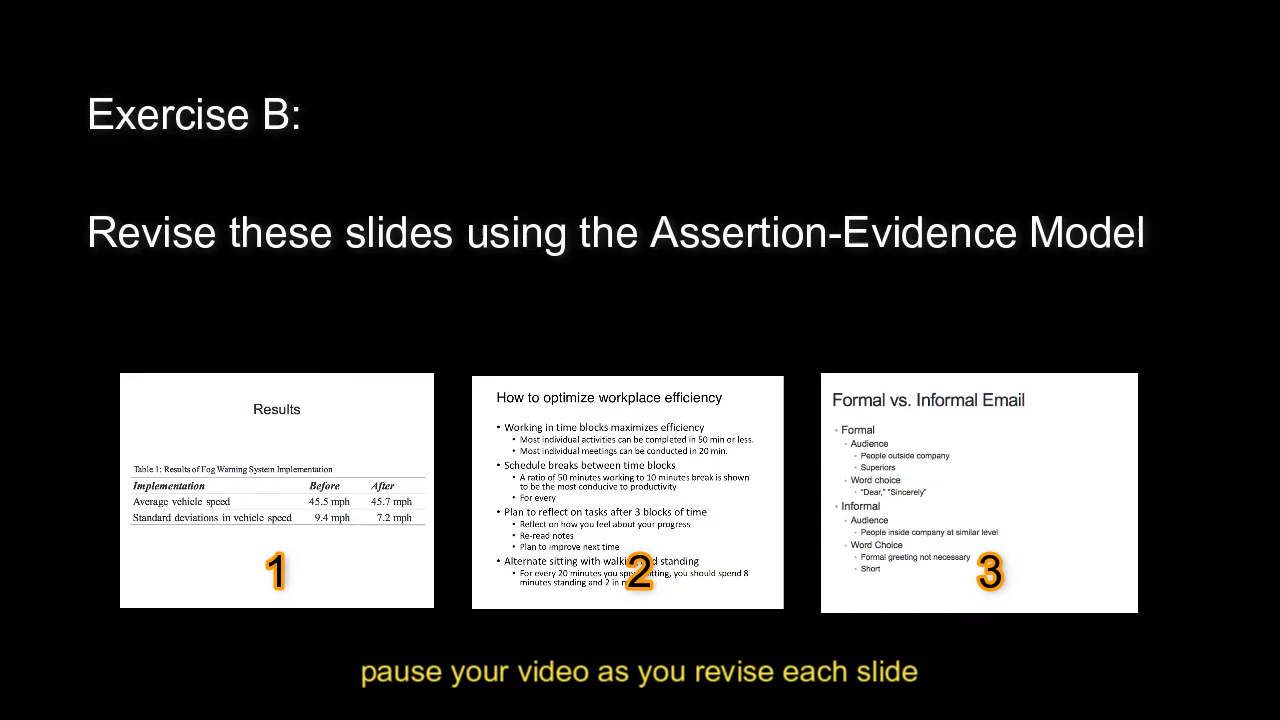 Exercise B:
Revise these slides using the Assertion-Evidence Model
Results
Table 1: Results of Fog Warning System Implementation
Implementation Before After
Average vehicle speed 45.5 mph 45.7 mph
Standard deviations in vehicle speed 9.4 mph 7.2 mph
1
How to optimize workplace efficiency
• Working in time blocks maximizes efficiency
• Most individual activities can be completed in 50 min or less.
• Most individual meetings can be conducted in 20 min.
• Schedule breaks between time blocks
• A ratio of 50 minutes working to 10 minutes break is shown
to be the most conducive to productivity
• For every
• Plan to reflect on tasks after 3 blocks of time
• Reflect on how you feel about your progress
• Re-read notes
• Plan to improve next time
• Alternate sitting with standing
• For every 20 minutes you sitting, you should spend 8
minutes standing and 2 in
2
Formal vs. Informal Email
• Formal
• Audience
• People outside company
• Superiors
• Word choice
• “Dear,” “Sincerely”
• Informal
• Audience
• People inside company at similar level
• Word Choice
• Formal greeting not necessary
• Short
3
pause your video as you revise each slide